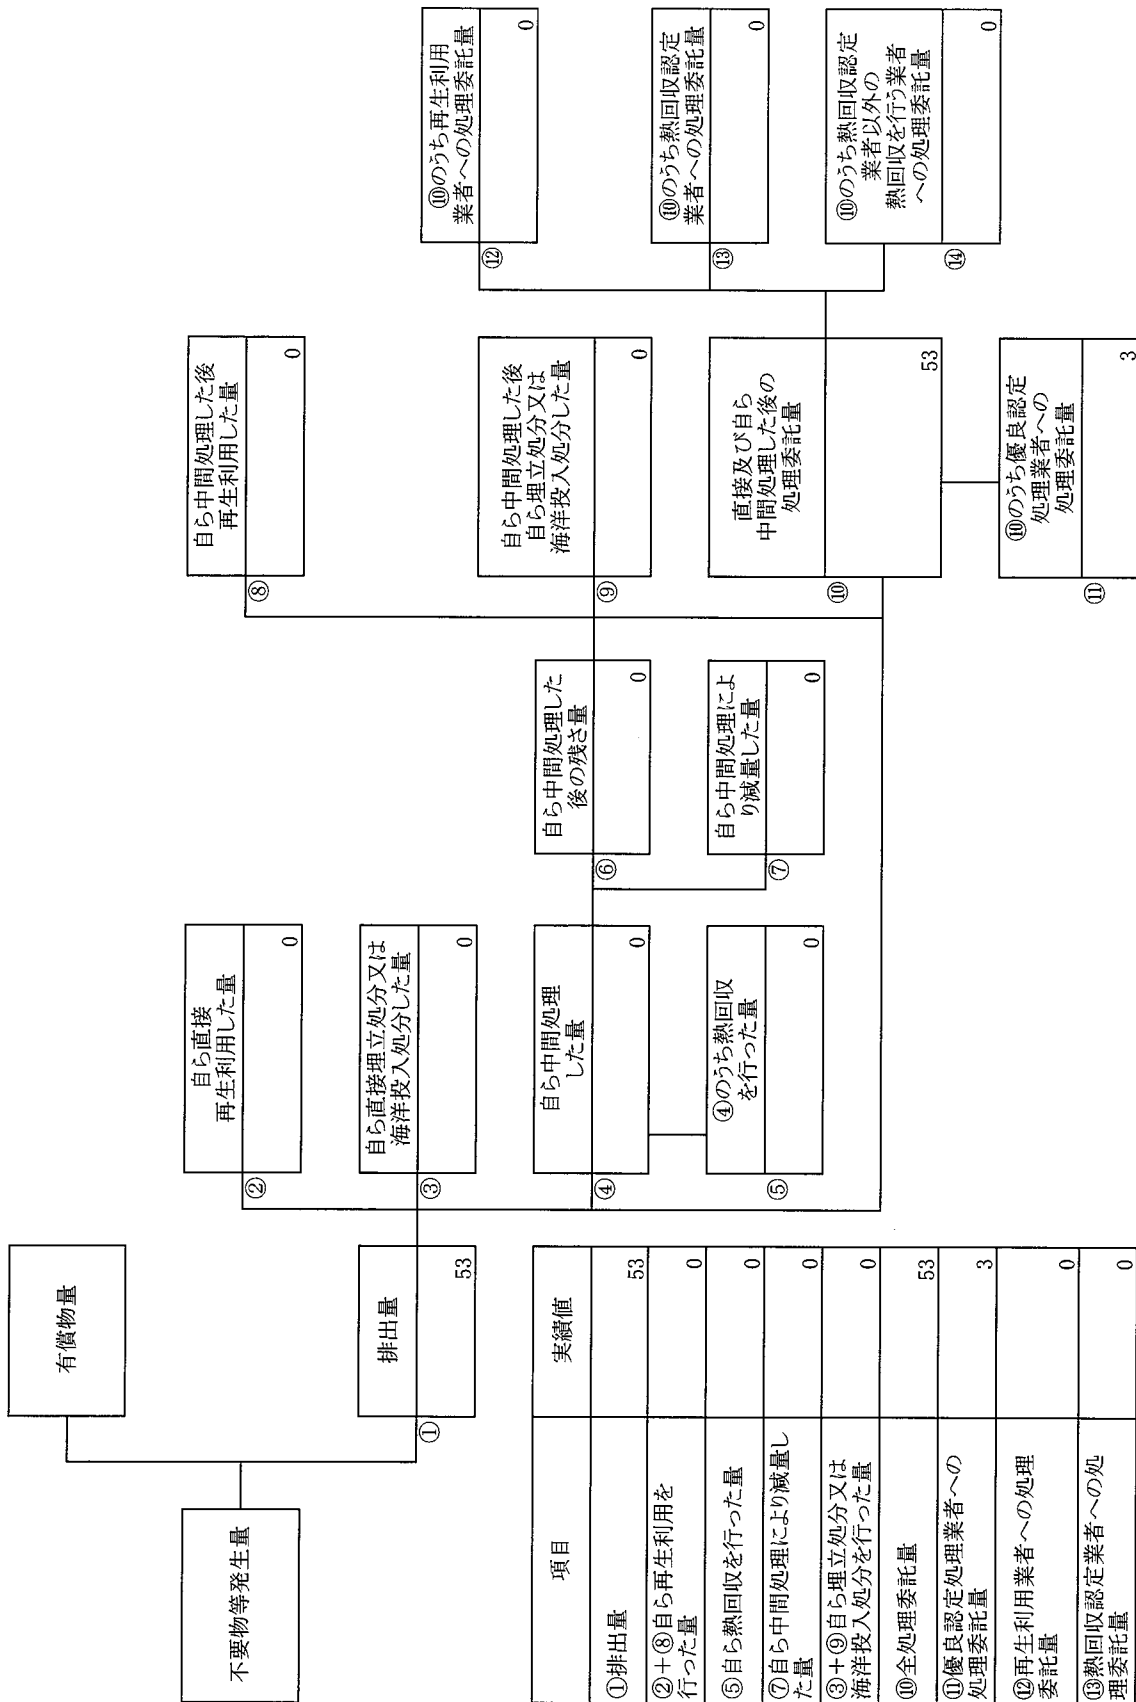 不要物等発生量
有償物量
①
排出量
53
②
自ら直接
再生利用した量
0
③
自ら直接埋立処分又は
海洋投入処分した量
0
④
自ら中間処理
した量
0
⑤
④のうち熱回収
を行った量
0
⑥
自ら中間処理した
後の残さ量
0
⑦
自ら中間処理によ
り減量した量
0
⑧
自ら中間処理した後
再生利用した量
0
⑨
自ら中間処理した後
自ら埋立処分又は
海洋投入処分した量
0
⑩
直接及び自ら
中間処理した後の
処理委託量
53
⑪
⑩のうち優良認定
処理業者への
処理委託量
3
⑫
⑩のうち再生利用
業者への処理委託量
0
⑬
⑩のうち熱回収認定
業者への処理委託量
0
⑭
⑩のうち熱回収認定
業者以外の
熱回収を行う業者
への処理委託量
0
項目 実績値
①排出量 53
②+⑧自ら再生利用を
行った量 0
⑤自ら熱回収を行った量 0
⑦自ら中間処理により減量し
た量 0
③+⑨自ら埋立処分又は
海洋投入処分を行った量 0
⑩全処理委託量 53
⑪優良認定処理業者への
処理委託量 3
⑫再生利用業者への処理
委託量 0
⑬熱回収認定業者への処
理委託量 0